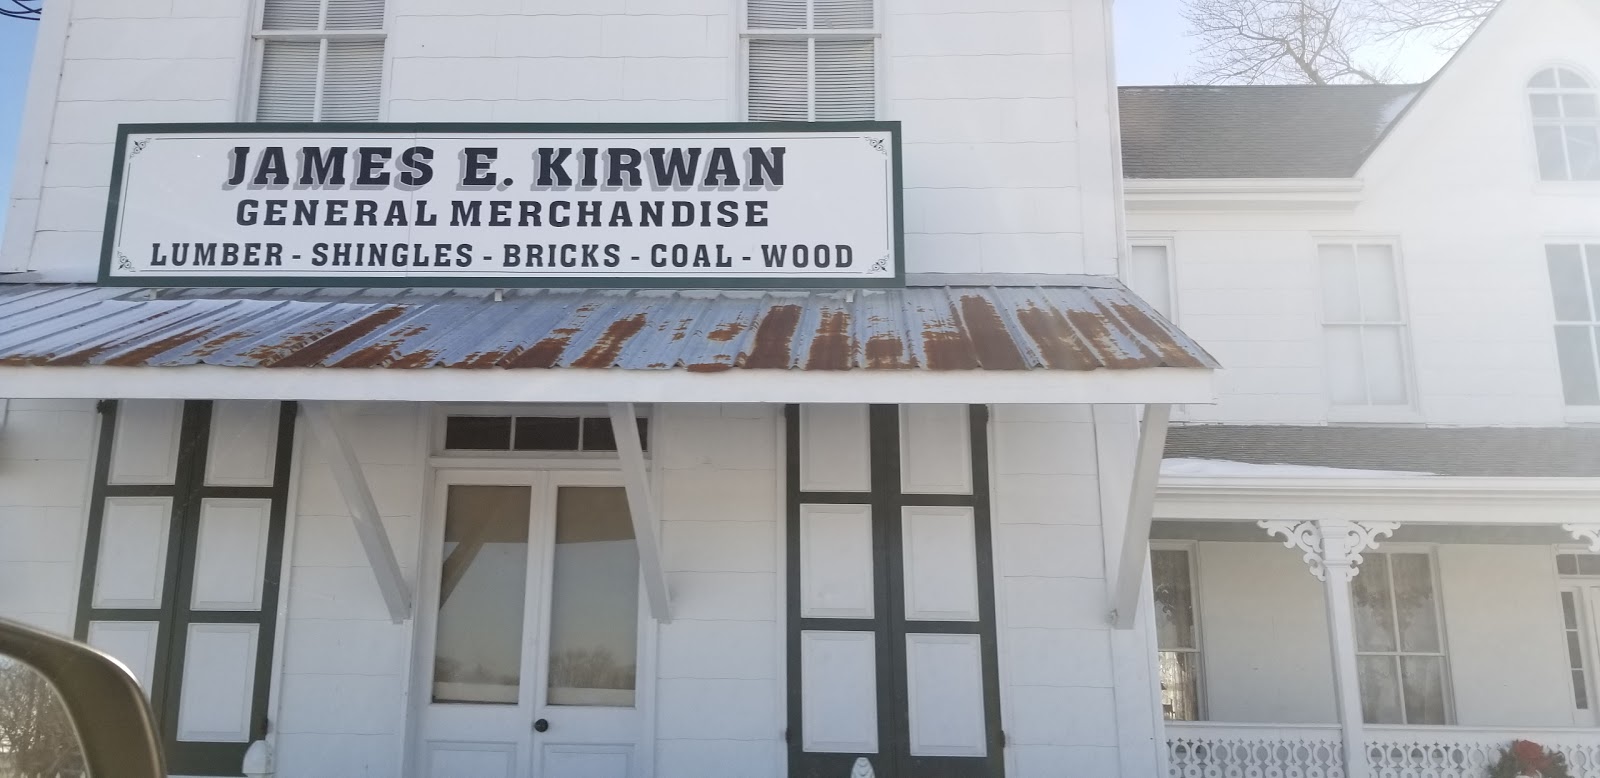 JAMES E. KIRWAN
GENERAL MERCHANDISE
LUMBER - SHINGLES - BRICKS - COAL - WOOD